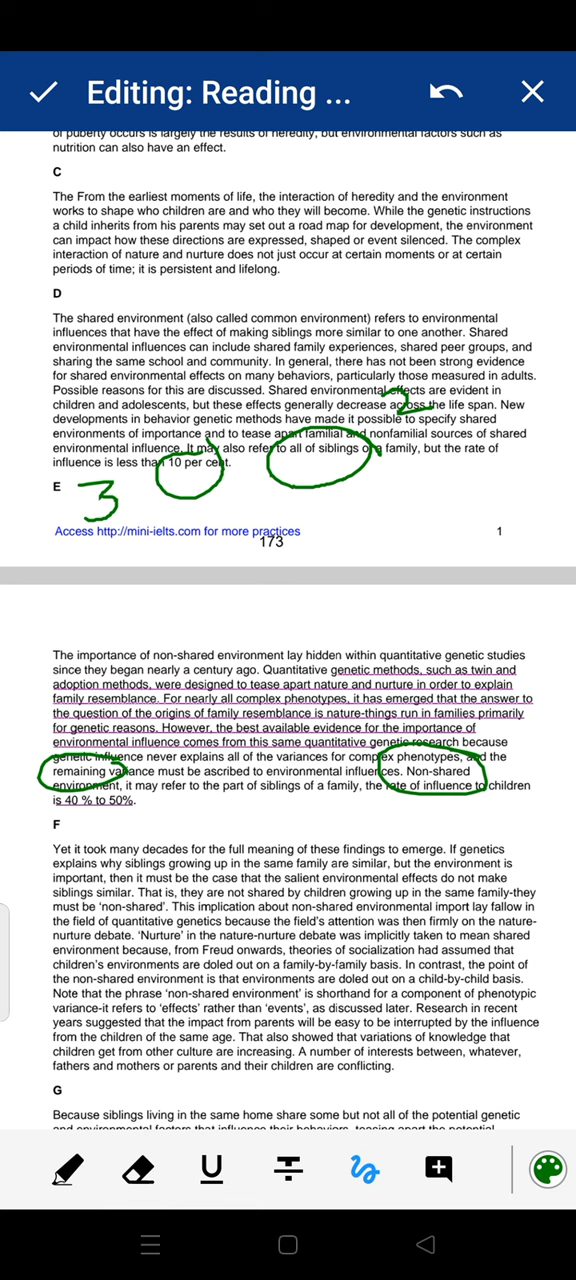 Editing: Reading ...
of puberty occurs is largely the results of heredity, but environmental factors such as
nutrition can also have an effect.
C
The From the earliest moments of life, the interaction of heredity and the environment
works to shape who children are and who they will become. While the genetic instructions
a child inherits from his parents may set out a road map for development, the environment
can impact how these directions are expressed, shaped or event silenced. The complex
interaction of nature and nurture does not just occur at certain moments or at certain
periods of time; it is persistent and lifelong.
D
The shared environment (also called common environment) refers to environmental
influences that have the effect of making siblings more similar to one another. Shared
environmental influences can include shared family experiences, shared peer groups, and
sharing the same school and community. In general, there has not been strong evidence
for shared environmental effects on many behaviors, particularly those measured in adults.
Possible reasons for this are discussed. Shared environmental effects are evident in
children and adolescents, but these effects generally decrease across the life span. New
developments in behavior genetic methods have made it possible to specify shared
environments of importance and to tease apart familial and nonfamilial sources of shared
environmental influence. It may also refer to all of siblings of a family, but the rate of
influence is less than 10 per cent.
2
E
3
Access http://mini-ielts.com for more practices
1
173
The importance of non-shared environment lay hidden within quantitative genetic studies
since they began nearly a century ago. Quantitative genetic methods, such as twin and
adoption methods, were designed to tease apart nature and nurture in order to explain
family resemblance. For nearly all complex phenotypes, it has emerged that the answer to
the question of the origins of family resemblance is nature-things run in families primarily
for genetic reasons. However, the best available evidence for the importance of
environmental influence comes from this same quantitative genetic research because
genetic influence never explains all of the variances for complex phenotypes, and the
remaining variance must be ascribed to environmental influences. Non-shared
environment, it may refer to the part of siblings of a family, the rate of influence to children
is 40 % to 50%.
F
Yet it took many decades for the full meaning of these findings to emerge. If genetics
explains why siblings growing up in the same family are similar, but the environment is
important, then it must be the case that the salient environmental effects do not make
siblings similar. That is, they are not shared by children growing up in the same family-they
must be ‘non-shared’. This implication about non-shared environmental import lay fallow in
the field of quantitative genetics because the field’s attention was then firmly on the nature-
nurture debate. ‘Nurture’ in the nature-nurture debate was implicitly taken to mean shared
environment because, from Freud onwards, theories of socialization had assumed that
children’s environments are doled out on a family-by-family basis. In contrast, the point of
the non-shared environment is that environments are doled out on a child-by-child basis.
Note that the phrase ‘non-shared environment’ is shorthand for a component of phenotypic
variance-it refers to ‘effects’ rather than ‘events’, as discussed later. Research in recent
years suggested that the impact from parents will be easy to be interrupted by the influence
from the children of the same age. That also showed that variations of knowledge that
children get from other culture are increasing. A number of interests between, whatever,
fathers and mothers or parents and their children are conflicting.
G
Because siblings living in the same home share some but not all of the potential genetic
and environmental factors that influence their behaviors, teasing apart the potential